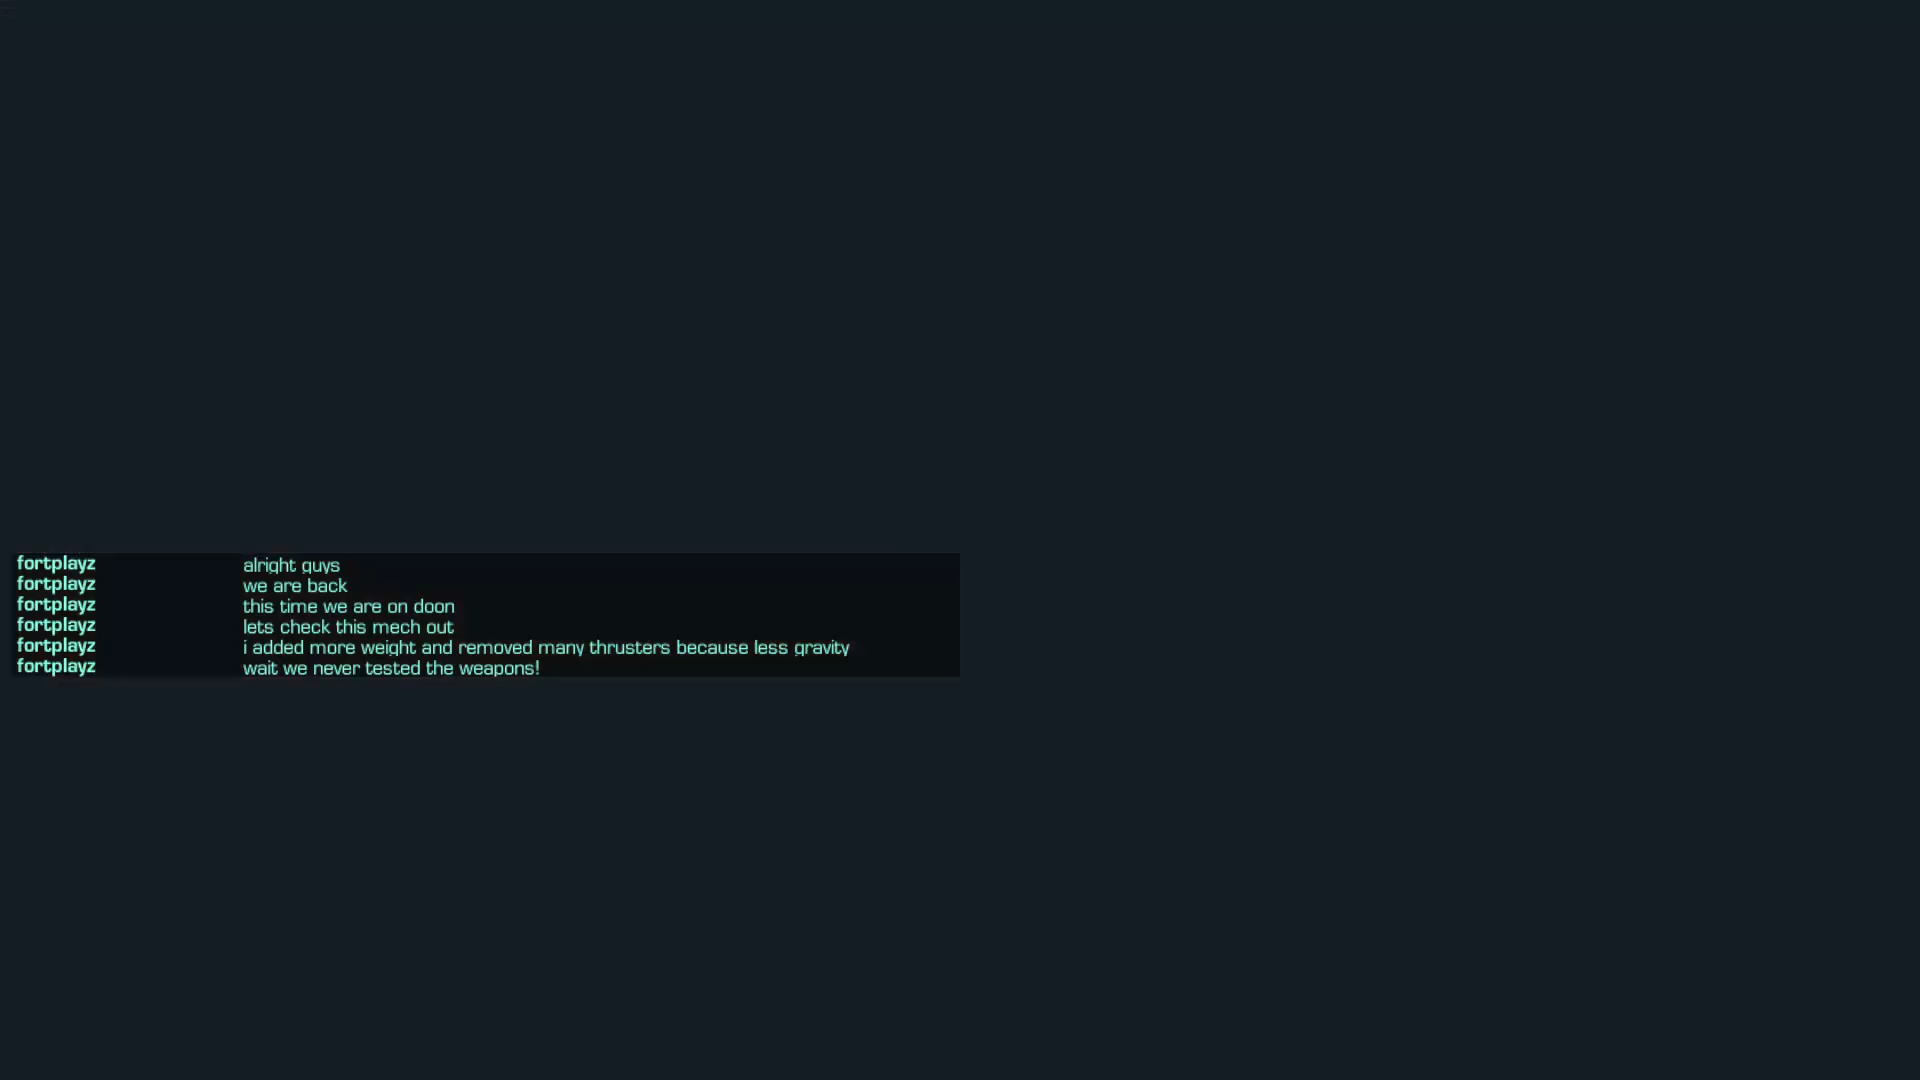 fortplayz alright guys
fortplayz we are back
fortplayz this time we are on doon
fortplayz lets check this mech out
fortplayz i added more weight and removed many thrusters because less gravity
fortplayz wait we never tested the weapons!